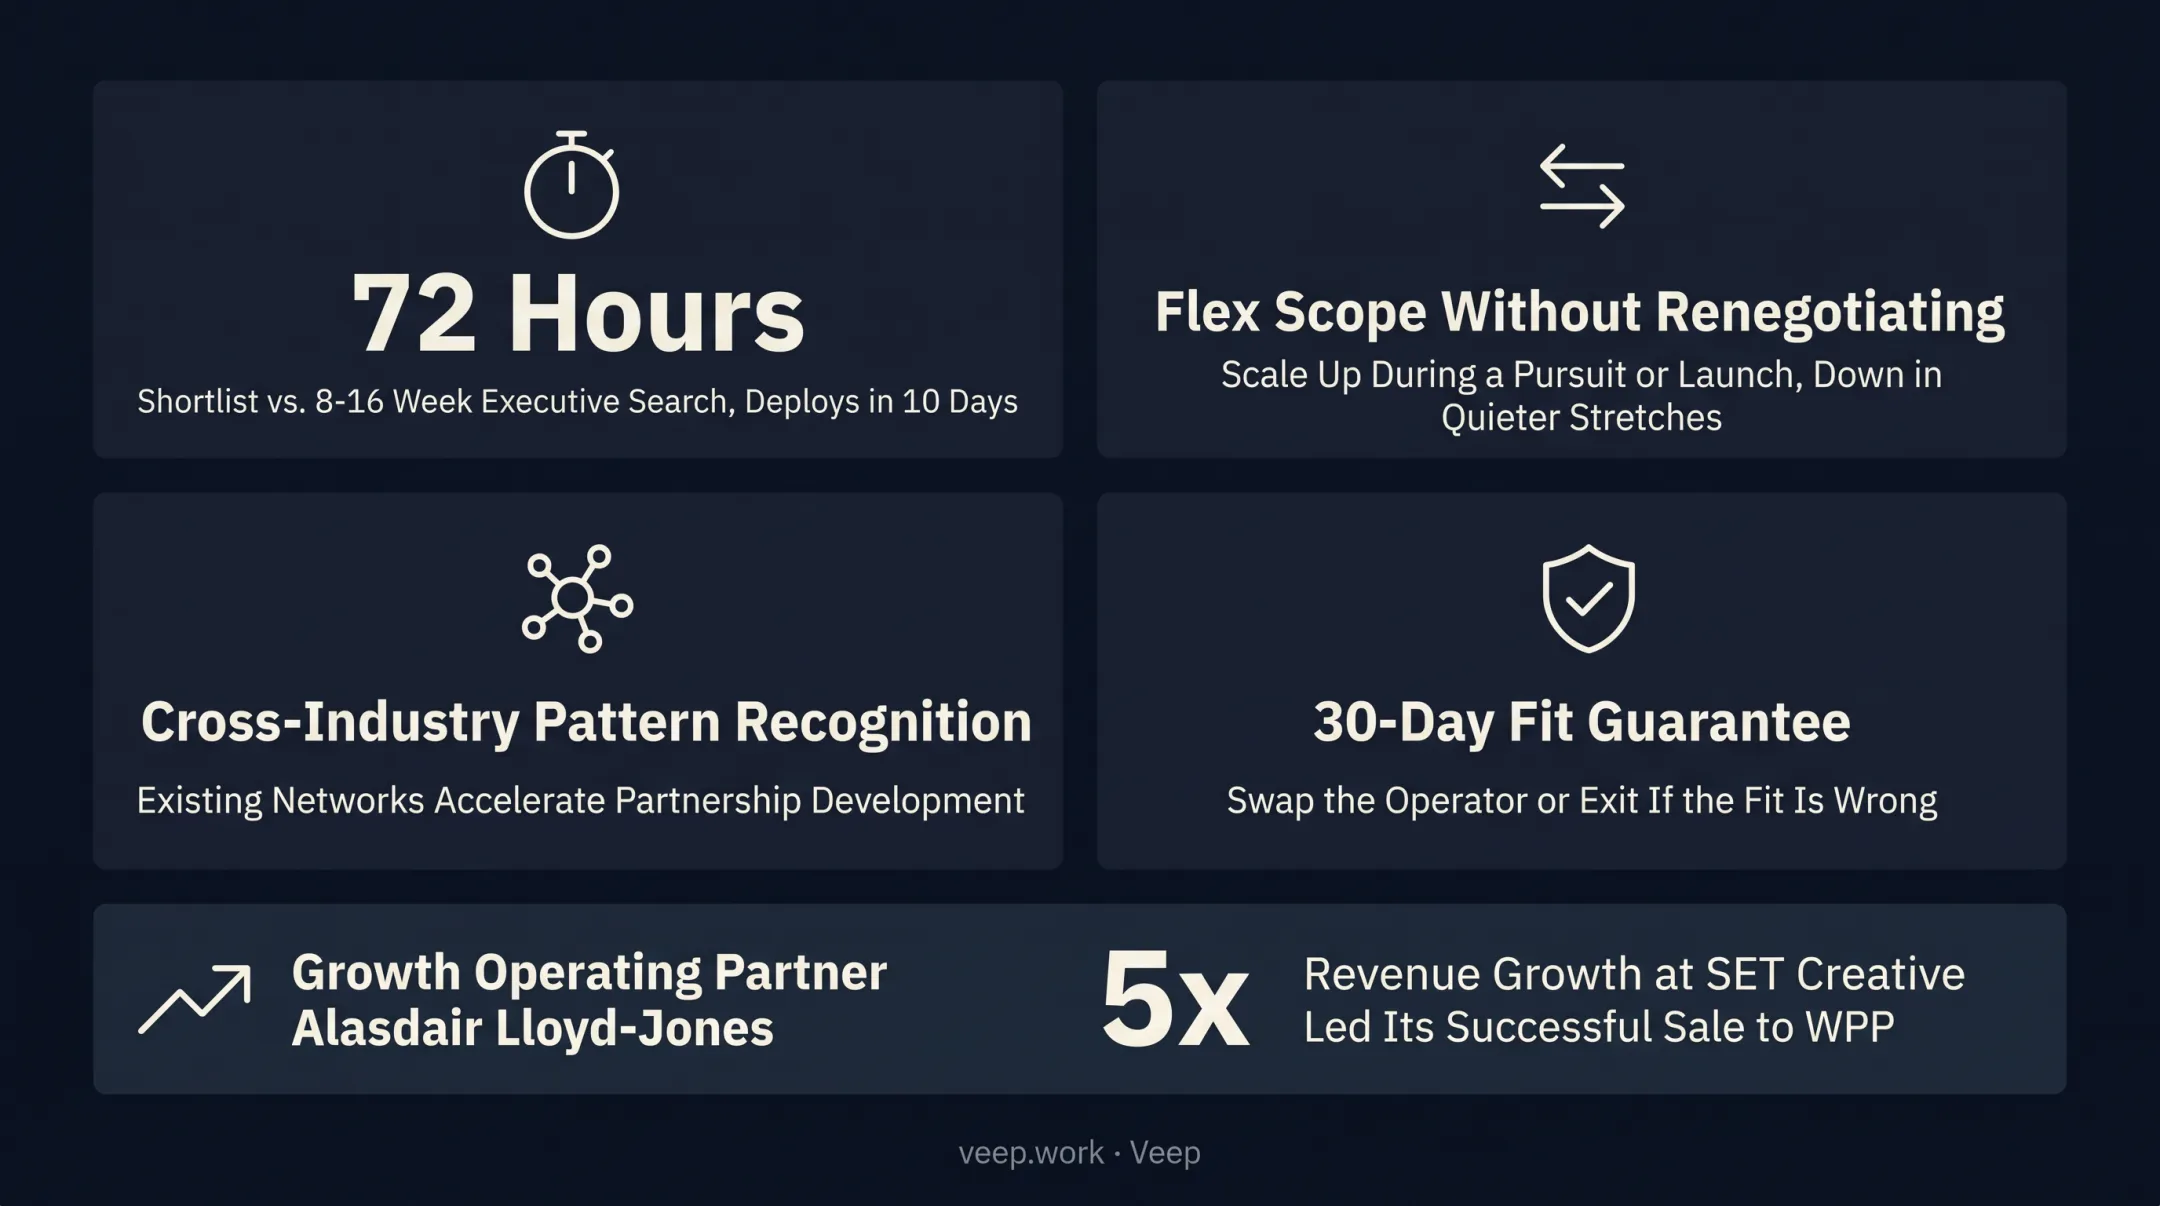 72 Hours
Shortlist vs. 8-16 Week Executive Search, Deploys in 10 Days
Flex Scope Without Renegotiating
Scale Up During a Pursuit or Launch, Down in
Quieter Stretches
Cross-Industry Pattern Recognition
Existing Networks Accelerate Partnership Development
30-Day Fit Guarantee
Swap the Operator or Exit If the Fit Is Wrong
Growth Operating Partner
Alasdair Lloyd-Jones
5x
Revenue Growth at SET Creative
Led Its Successful Sale to WPP
veep.work · Veep